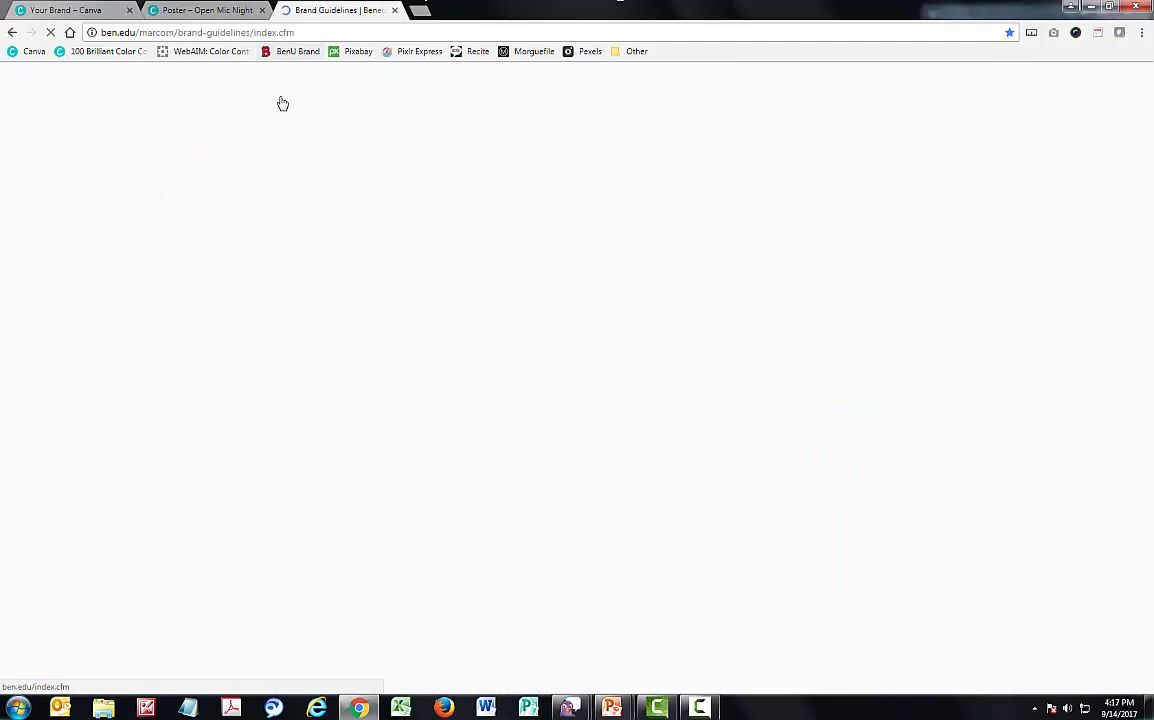 Your Brand – Canva
Poster – Open Mic Night
Brand Guidelines | Bene
ben.edu/marcom/brand-guidelines/index.cfm
Canva
100 Brilliant Color Co
WebAIM: Color Cont
BenU Brand
Pixabay
Pixlr Express
Recite
Morguefile
Pexels
Other
ben.edu/index.cfm
4:17 PM
9/14/2017